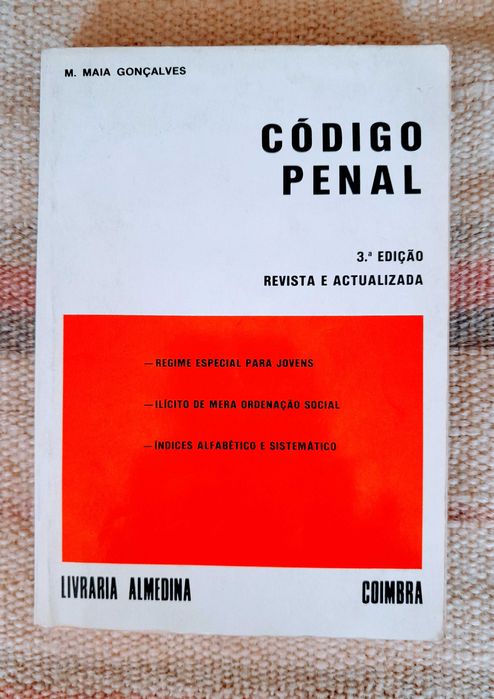 M. MAIA GONÇALVES
CÓDIGO
PENAL
3.ª EDIÇÃO
REVISTA E ACTUALIZADA
—REGIME ESPECIAL PARA JOVENS
—ILÍCITO DE MERA ORDENAÇÃO SOCIAL
—ÍNDICES ALFABÉTICO E SISTEMÁTICO
LIVRARIA ALMEDINA COIMBRA